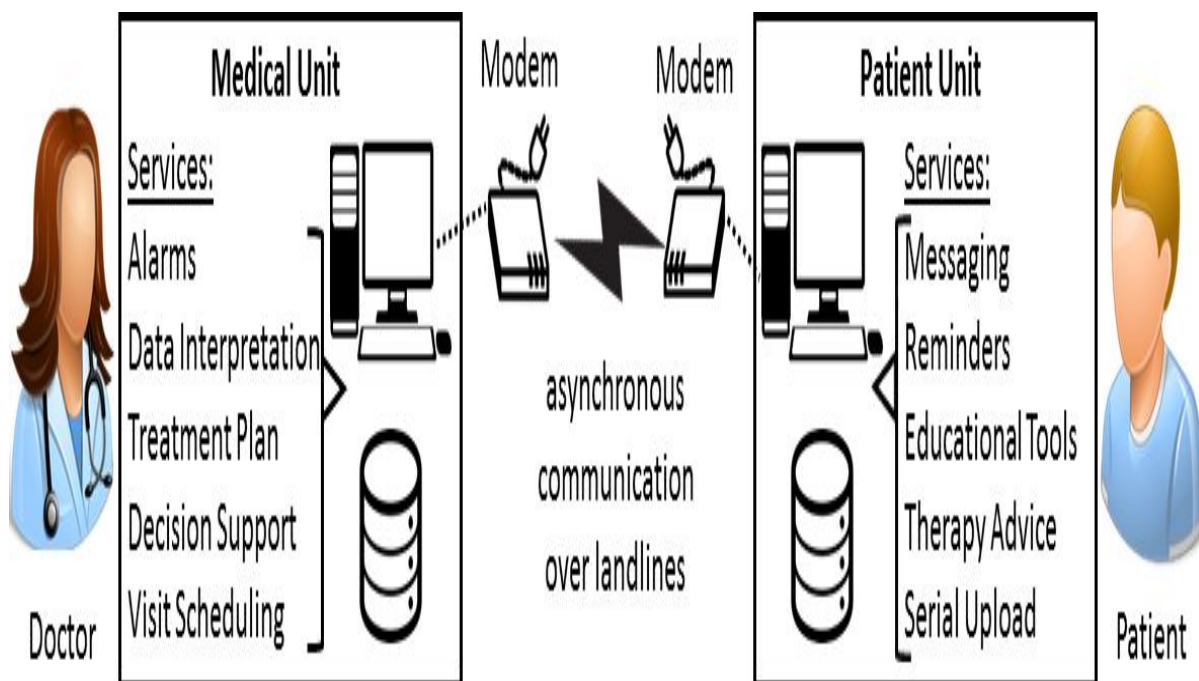 Medical Unit
Services:
Alarms
Data Interpretation
Treatment Plan
Decision Support
Visit Scheduling
Doctor
Modem
Modem
asynchronous
communication
over landlines
Patient Unit
Services:
Messaging
Reminders
Educational Tools
Therapy Advice
Serial Upload
Patient